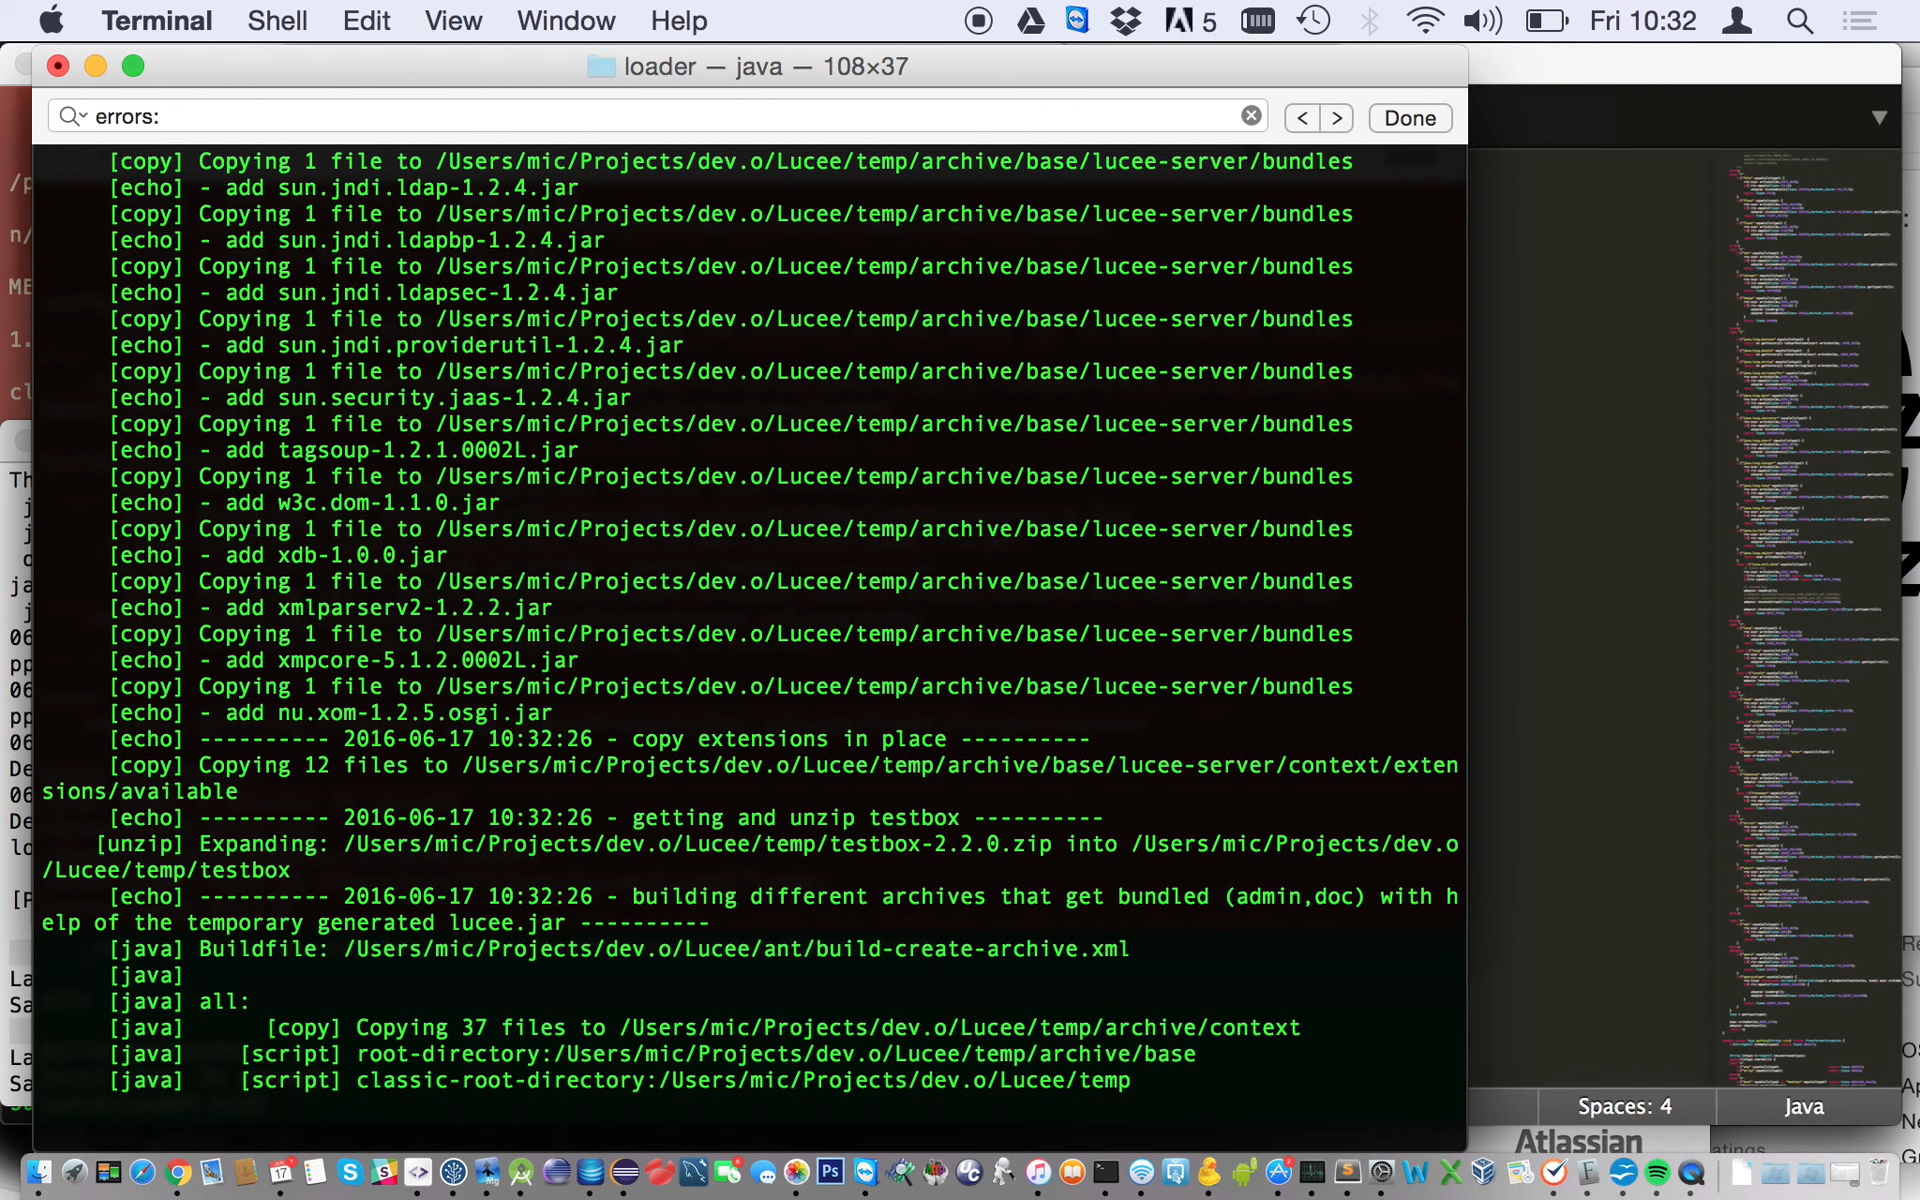 Terminal Shell Edit View Window Help 5 Fri 10:32
loader — java — 108×37
errors: < > Done
[copy] Copying 1 file to /Users/mic/Projects/dev.o/Lucee/temp/archive/base/lucee-server/bundles
[echo] - add sun.jndi.ldap-1.2.4.jar
[copy] Copying 1 file to /Users/mic/Projects/dev.o/Lucee/temp/archive/base/lucee-server/bundles
[echo] - add sun.jndi.ldapbp-1.2.4.jar
[copy] Copying 1 file to /Users/mic/Projects/dev.o/Lucee/temp/archive/base/lucee-server/bundles
[echo] - add sun.jndi.ldapsec-1.2.4.jar
[copy] Copying 1 file to /Users/mic/Projects/dev.o/Lucee/temp/archive/base/lucee-server/bundles
[echo] - add sun.jndi.providerutil-1.2.4.jar
[copy] Copying 1 file to /Users/mic/Projects/dev.o/Lucee/temp/archive/base/lucee-server/bundles
[echo] - add sun.security.jaas-1.2.4.jar
[copy] Copying 1 file to /Users/mic/Projects/dev.o/Lucee/temp/archive/base/lucee-server/bundles
[echo] - add tagsoup-1.2.1.0002L.jar
[copy] Copying 1 file to /Users/mic/Projects/dev.o/Lucee/temp/archive/base/lucee-server/bundles
[echo] - add w3c.dom-1.1.0.jar
[copy] Copying 1 file to /Users/mic/Projects/dev.o/Lucee/temp/archive/base/lucee-server/bundles
[echo] - add xdb-1.0.0.jar
[copy] Copying 1 file to /Users/mic/Projects/dev.o/Lucee/temp/archive/base/lucee-server/bundles
[echo] - add xmlparserv2-1.2.2.jar
[copy] Copying 1 file to /Users/mic/Projects/dev.o/Lucee/temp/archive/base/lucee-server/bundles
[echo] - add xmpcore-5.1.2.0002L.jar
[copy] Copying 1 file to /Users/mic/Projects/dev.o/Lucee/temp/archive/base/lucee-server/bundles
[echo] - add nu.xom-1.2.5.osgi.jar
[echo] ---------- 2016-06-17 10:32:26 - copy extensions in place ----------
[copy] Copying 12 files to /Users/mic/Projects/dev.o/Lucee/temp/archive/base/lucee-server/context/exten
sions/available
[echo] ---------- 2016-06-17 10:32:26 - getting and unzip testbox ----------
[unzip] Expanding: /Users/mic/Projects/dev.o/Lucee/temp/testbox-2.2.0.zip into /Users/mic/Projects/dev.o
/Lucee/temp/testbox
[echo] ---------- 2016-06-17 10:32:26 - building different archives that get bundled (admin,doc) with h
elp of the temporary generated lucee.jar ----------
[java] Buildfile: /Users/mic/Projects/dev.o/Lucee/ant/build-create-archive.xml
[java]
[java] all:
[java] [copy] Copying 37 files to /Users/mic/Projects/dev.o/Lucee/temp/archive/context
[java] [script] root-directory:/Users/mic/Projects/dev.o/Lucee/temp/archive/base
[java] [script] classic-root-directory:/Users/mic/Projects/dev.o/Lucee/temp
Spaces: 4 Java
Atlassian